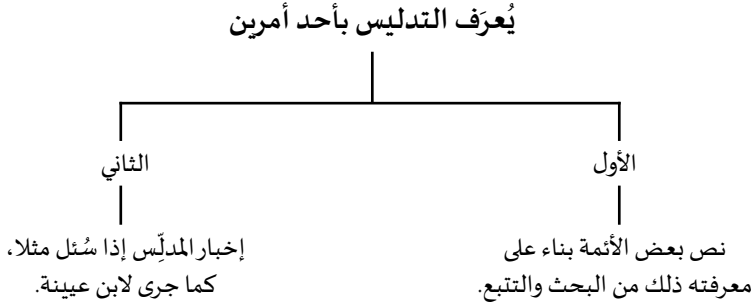 يُعرَف التدليس بأحد أمرين
الأول
نص بعض الأئمة بناء على
معرفته ذلك من البحث والتتبع.
الثاني
إخبار المدلِّس إذا سُئل مثلا،
كما جرى لابن عيينة.